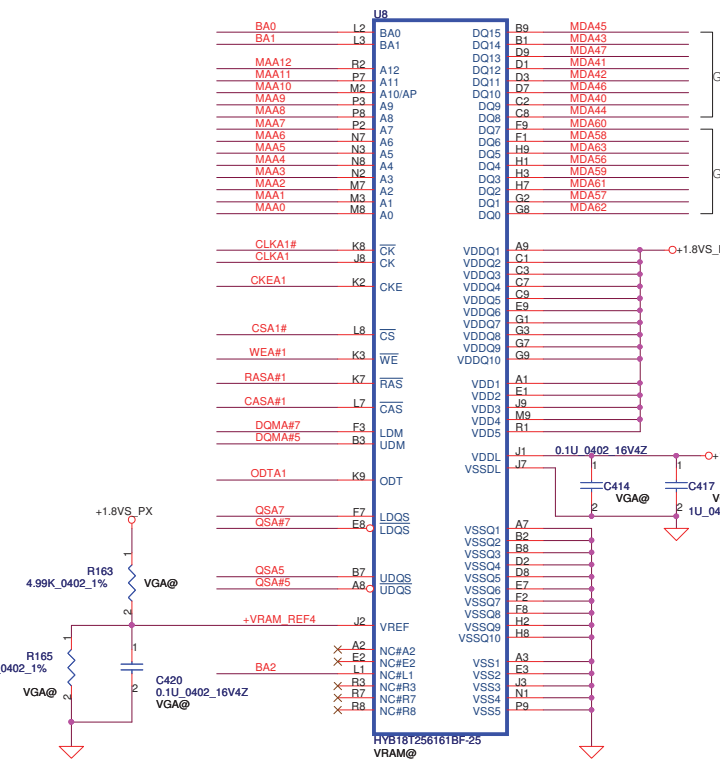 U8
BA0 L2 BA0 DQ15 B9 MDA45
BA1 L3 BA1 DQ14 B1 MDA43
DQ13 D9 MDA47
MAA12 R2 A12 DQ12 D1 MDA41
MAA11 P7 A11 DQ11 D3 MDA42
MAA10 M2 A10/AP DQ10 D7 MDA46
MAA9 P3 A9 DQ9 C2 MDA40
MAA8 P8 A8 DQ8 C8 MDA44
MAA7 P2 A7 DQ7 F9 MDA60
MAA6 N7 A6 DQ6 F1 MDA58
MAA5 N3 A5 DQ5 H9 MDA63
MAA4 N8 A4 DQ4 H1 MDA56
MAA3 N2 A3 DQ3 H3 MDA59
MAA2 M7 A2 DQ2 H7 MDA61
MAA1 M3 A1 DQ1 G2 MDA57
MAA0 M8 A0 DQ0 G8 MDA62
G
G
CLKA1# K8 CK VDDQ1 A9 +1.8VS_
CLKA1 J8 CK VDDQ2 C1
VDDQ3 C3
CKEA1 K2 CKE VDDQ4 C7
VDDQ5 C9
VDDQ6 E9
VDDQ7 G1
CSA1# L8 CS VDDQ8 G3
VDDQ9 G7
WEA#1 K3 WE VDDQ10 G9
RASA#1 K7 RAS VDD1 A1
VDD2 E1
CASA#1 L7 CAS VDD3 J9
VDD4 M9
DQMA#7 F3 LDM VDD5 R1
DQMA#5 B3 UDM
VDDL J1 0.1U_0402_16V4Z +
VSSDL J7
ODTA1 K9 ODT
1 C414 2 VGA@
1 C417 2 V
1U_04
+1.8VS_PX
QSA7 F7 LDQS
QSA#7 E8 LDQS VSSQ1 A7
VSSQ2 B2
VSSQ3 B8
VSSQ4 D2
QSA5 B7 UDQS VSSQ5 D8
QSA#5 A8 UDQS VSSQ6 E7
VSSQ7 F2
VSSQ8 F8
VSSQ9 H2
VSSQ10 H8
1 R163 2
4.99K_0402_1% VGA@
+VRAM_REF4 J2 VREF
A2 NC#A2
E2 NC#E2 VSS1 A3
BA2 L1 NC#L1 VSS2 E3
R3 NC#R3 VSS3 J3
R7 NC#R7 VSS4 N1
R8 NC#R8 VSS5 P9
1 R165 2
0402_1%
VGA@
1 2 C420
0.1U_0402_16V4Z
VGA@
HYB18T256161BF-25
VRAM@